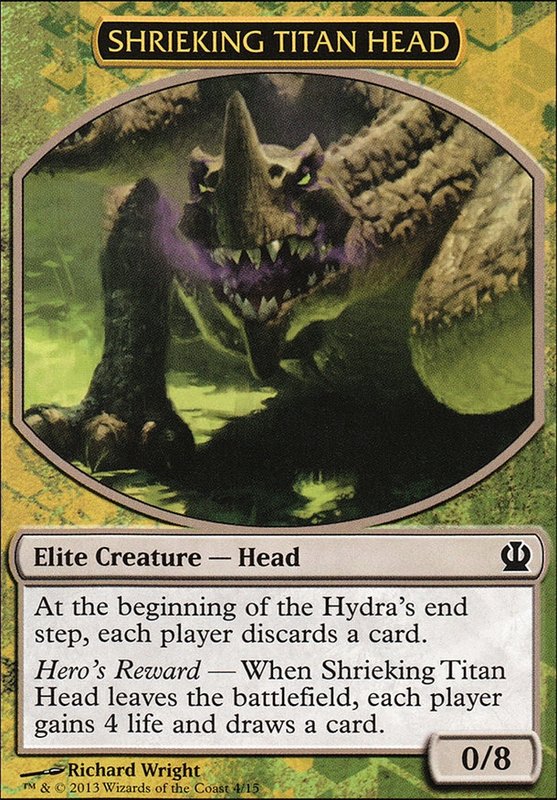 SHRIEKING TITAN HEAD
Elite Creature — Head
At the beginning of the Hydra's end
step, each player discards a card.
Hero's Reward — When Shrieking Titan
Head leaves the battlefield, each player
gains 4 life and draws a card.
0/8
Richard Wright
™ & © 2013 Wizards of the Coast 4/15